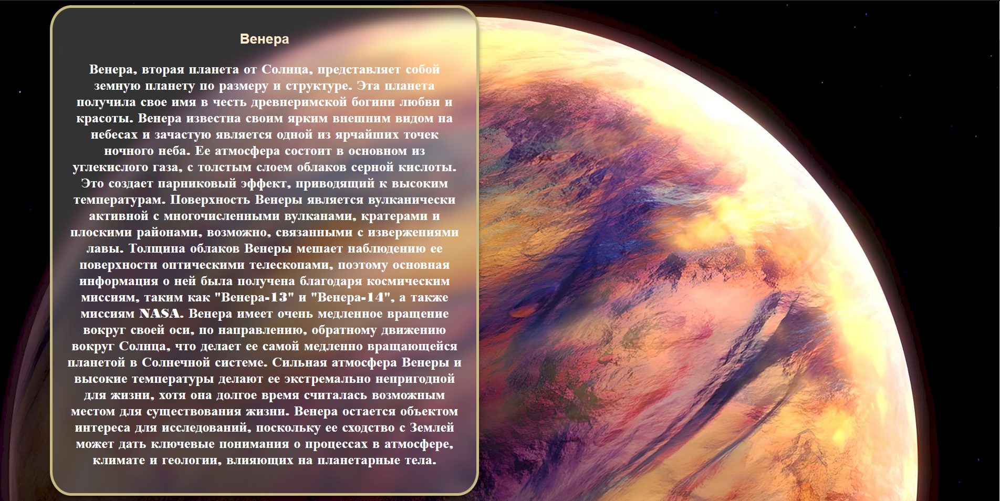 Венера
Венера, вторая планета от Солнца, представляет собой
земную планету по размеру и структуре. Эта планета
получила свое имя в честь древнеримской богини любви и
красоты. Венера известна своим ярким внешним видом на
небесах и зачастую является одной из ярчайших точек
ночного неба. Ее атмосфера состоит в основном из
углекислого газа, с толстым слоем облаков серной кислоты.
Это создает парниковый эффект, приводящий к высоким
температурам. Поверхность Венеры является вулканически
активной с многочисленными вулканами, кратерами и
плоскими районами, возможно, связанными с извержениями
лавы. Толщина облаков Венеры мешает наблюдению ее
поверхности оптическими телескопами, поэтому основная
информация о ней была получена благодаря космическим
миссиям, таким как "Венера-13" и "Венера-14", а также
миссиям NASA. Венера имеет очень медленное вращение
вокруг своей оси, по направлению, обратному движению
вокруг Солнца, что делает ее самой медленно вращающейся
планетой в Солнечной системе. Сильная атмосфера Венеры и
высокие температуры делают ее экстремально непригодной
для жизни, хотя она долгое время считалась возможным
местом для существования жизни. Венера остается объектом
интереса для исследований, поскольку ее сходство с Землей
может дать ключевые понимания о процессах в атмосфере,
климате и геологии, влияющих на планетарные тела.